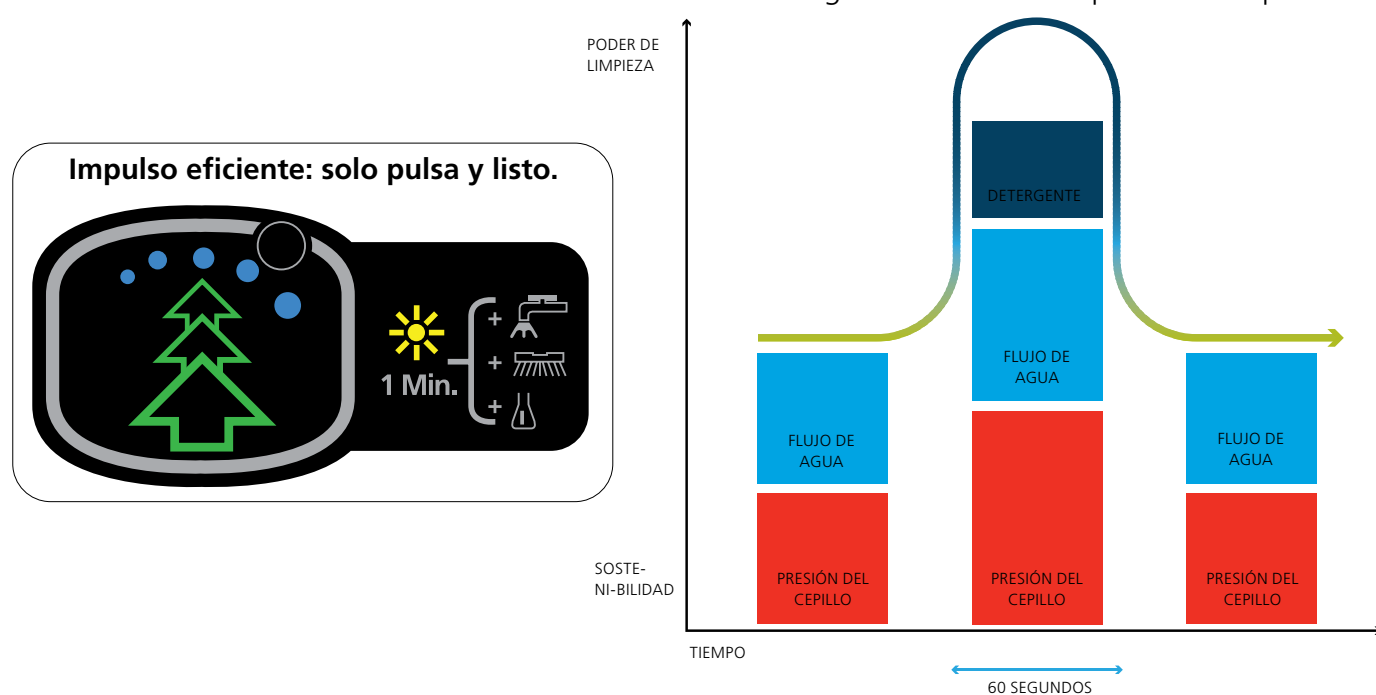 PODER DE
LIMPIEZA
Impulso eficiente: solo pulsa y listo.
+
1 Min.
+
+
DETERGENTE
FLUJO DE
AGUA
FLUJO DE
AGUA
FLUJO DE
AGUA
SOSTE-
NI-BILIDAD
PRESIÓN DEL
CEPILLO
PRESIÓN DEL
CEPILLO
PRESIÓN DEL
CEPILLO
TIEMPO
60 SEGUNDOS